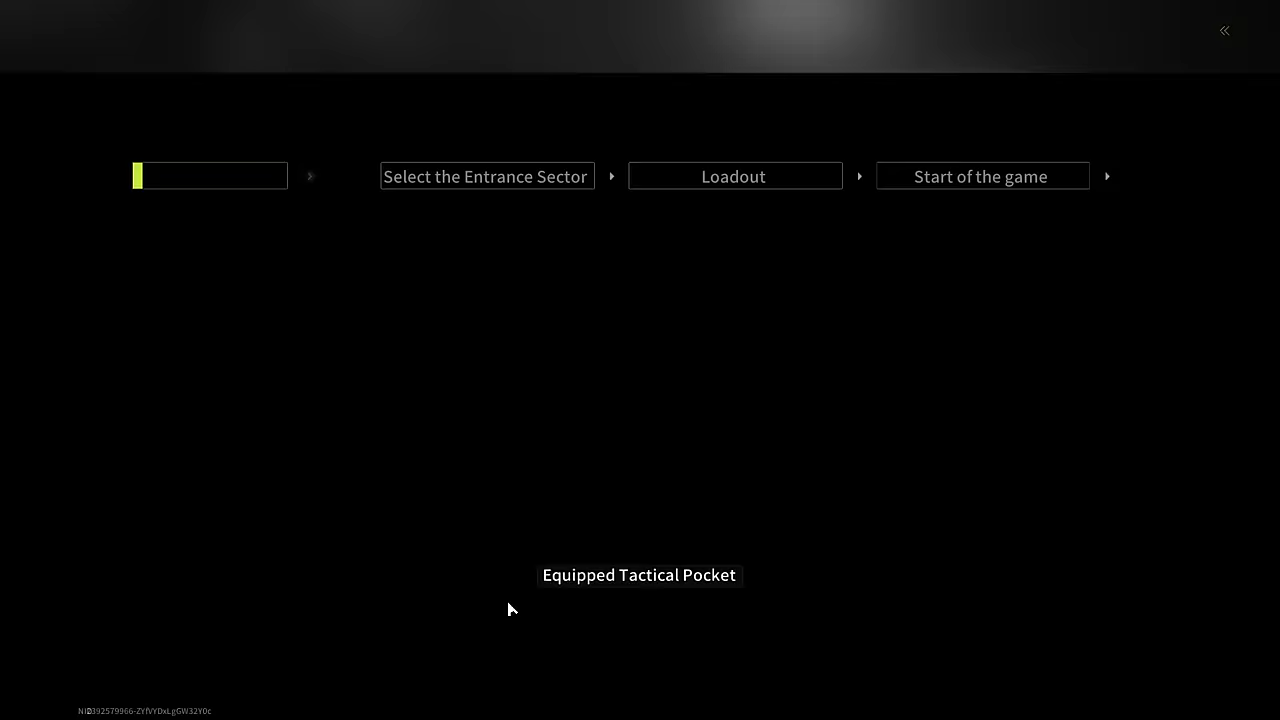 Select the Entrance Sector
Loadout
Start of the game
Equipped Tactical Pocket